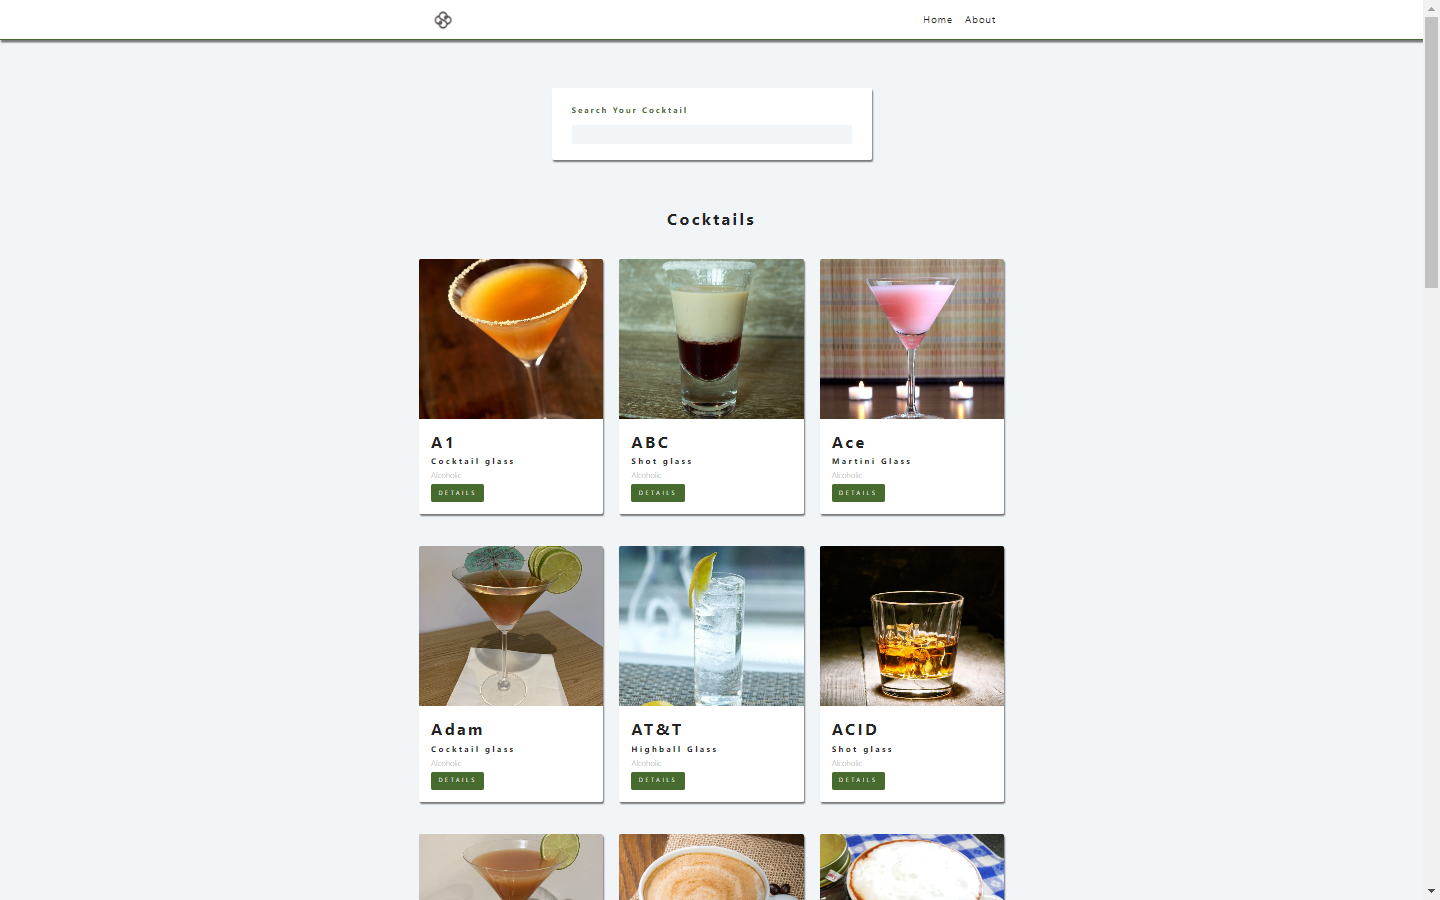 Home About
Search Your Cocktail
Cocktails
A1
Cocktail glass
Alcoholic
DETAILS
ABC
Shot glass
Alcoholic
DETAILS
Ace
Martini Glass
Alcoholic
DETAILS
Adam
Cocktail glass
Alcoholic
DETAILS
AT&T
Highball Glass
Alcoholic
DETAILS
ACID
Shot glass
Alcoholic
DETAILS